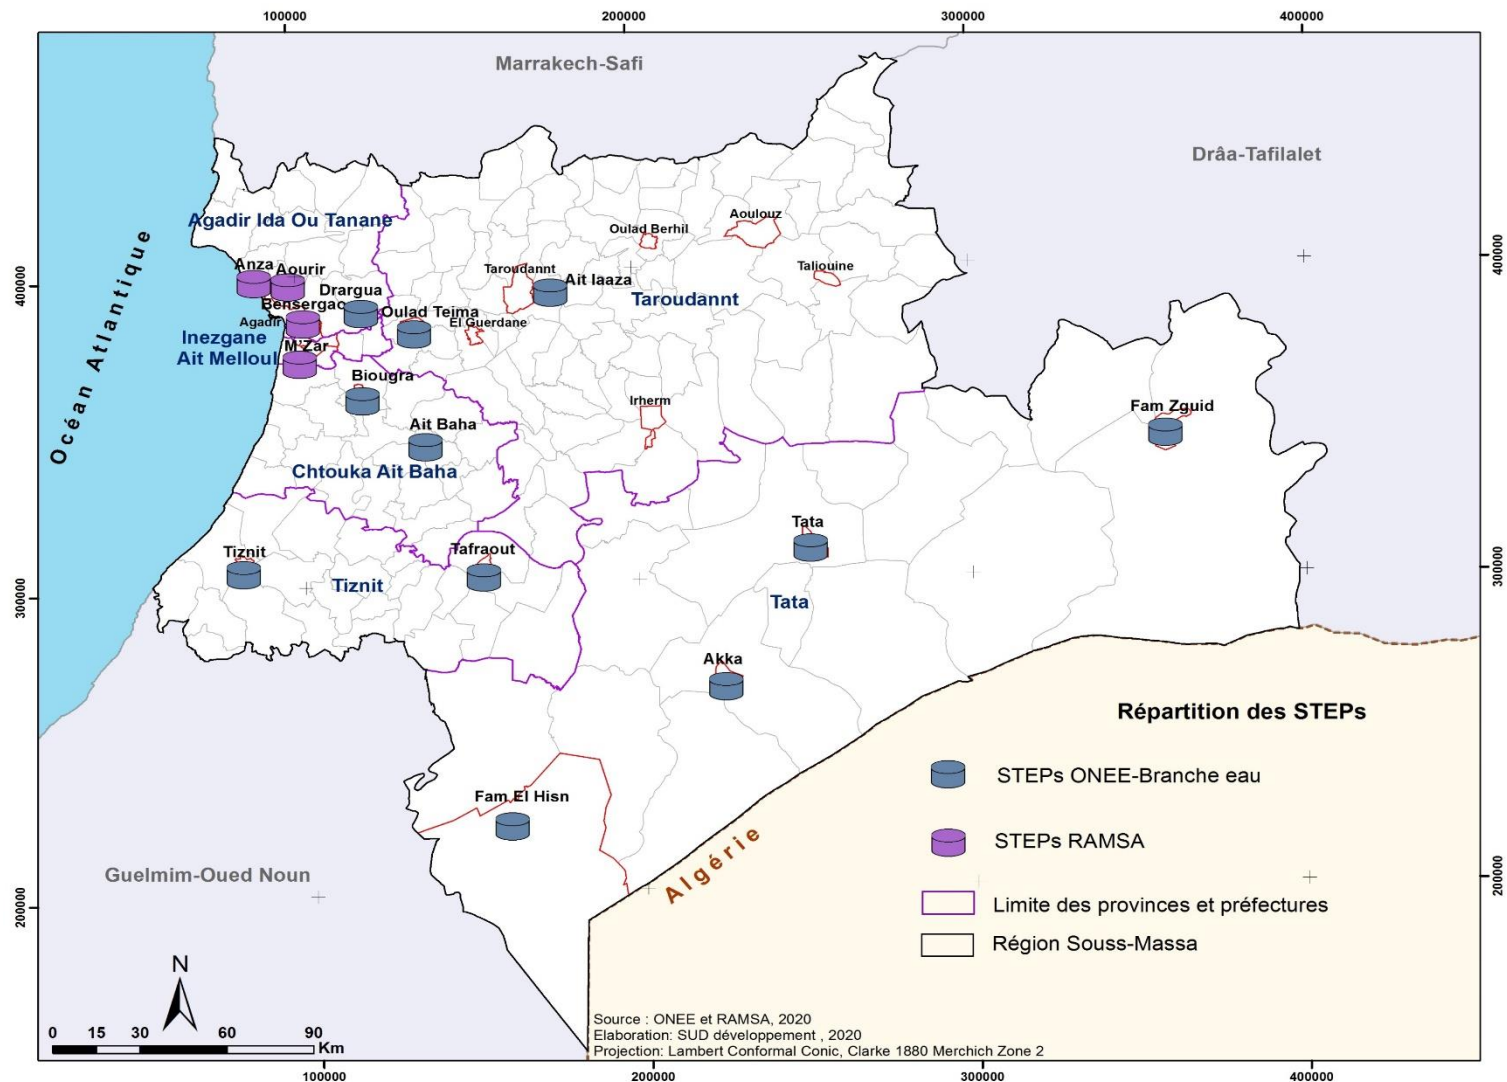 100000
200000
300000
400000
Marrakech-Safi
Drâa-Tafilalet
Océan Atlantique
Agadir Ida Ou Tanane
Aoulouz
Oulad Berhil
400000
400000
Anza
Aourir
Taroudannt
Ait Iaaza
Taliouine
Drargua
Taroudannt
Bensergao
Oulad Teima
Agadir
El Guerdane
Inezgane
Ait Melloul
M'Zar
Biougra
Irherm
Fam Zguid
Ait Baha
Chtouka Ait Baha
Tata
Tiznit
Tafraout
300000
300000
Tiznit
Tata
Akka
Répartition des STEPs
STEPs ONEE-Branche eau
Fam El Hisn
STEPs RAMSA
Algérie
Guelmim-Oued Noun
200000
200000
Limite des provinces et préfectures
Région Souss-Massa
N
0 15 30 60 90
Km
Source : ONEE et RAMSA, 2020
Elaboration: SUD développement , 2020
Projection: Lambert Conformal Conic, Clarke 1880 Merchich Zone 2
100000
200000
300000
400000